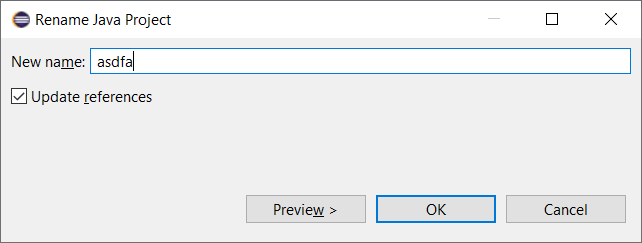 Rename Java Project
New name: asdfa
Update references
Preview > OK Cancel